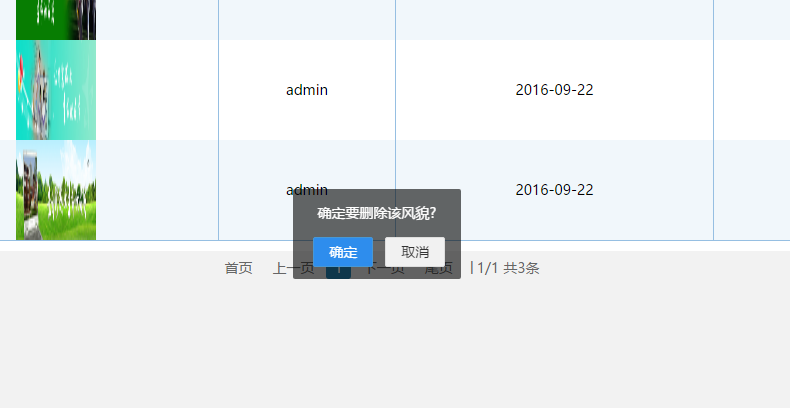 admin 2016-09-22
admin 2016-09-22
确定要删除该风貌?
确定 取消
首页 上一页 1 下一页 尾页 | 1/1 共3条